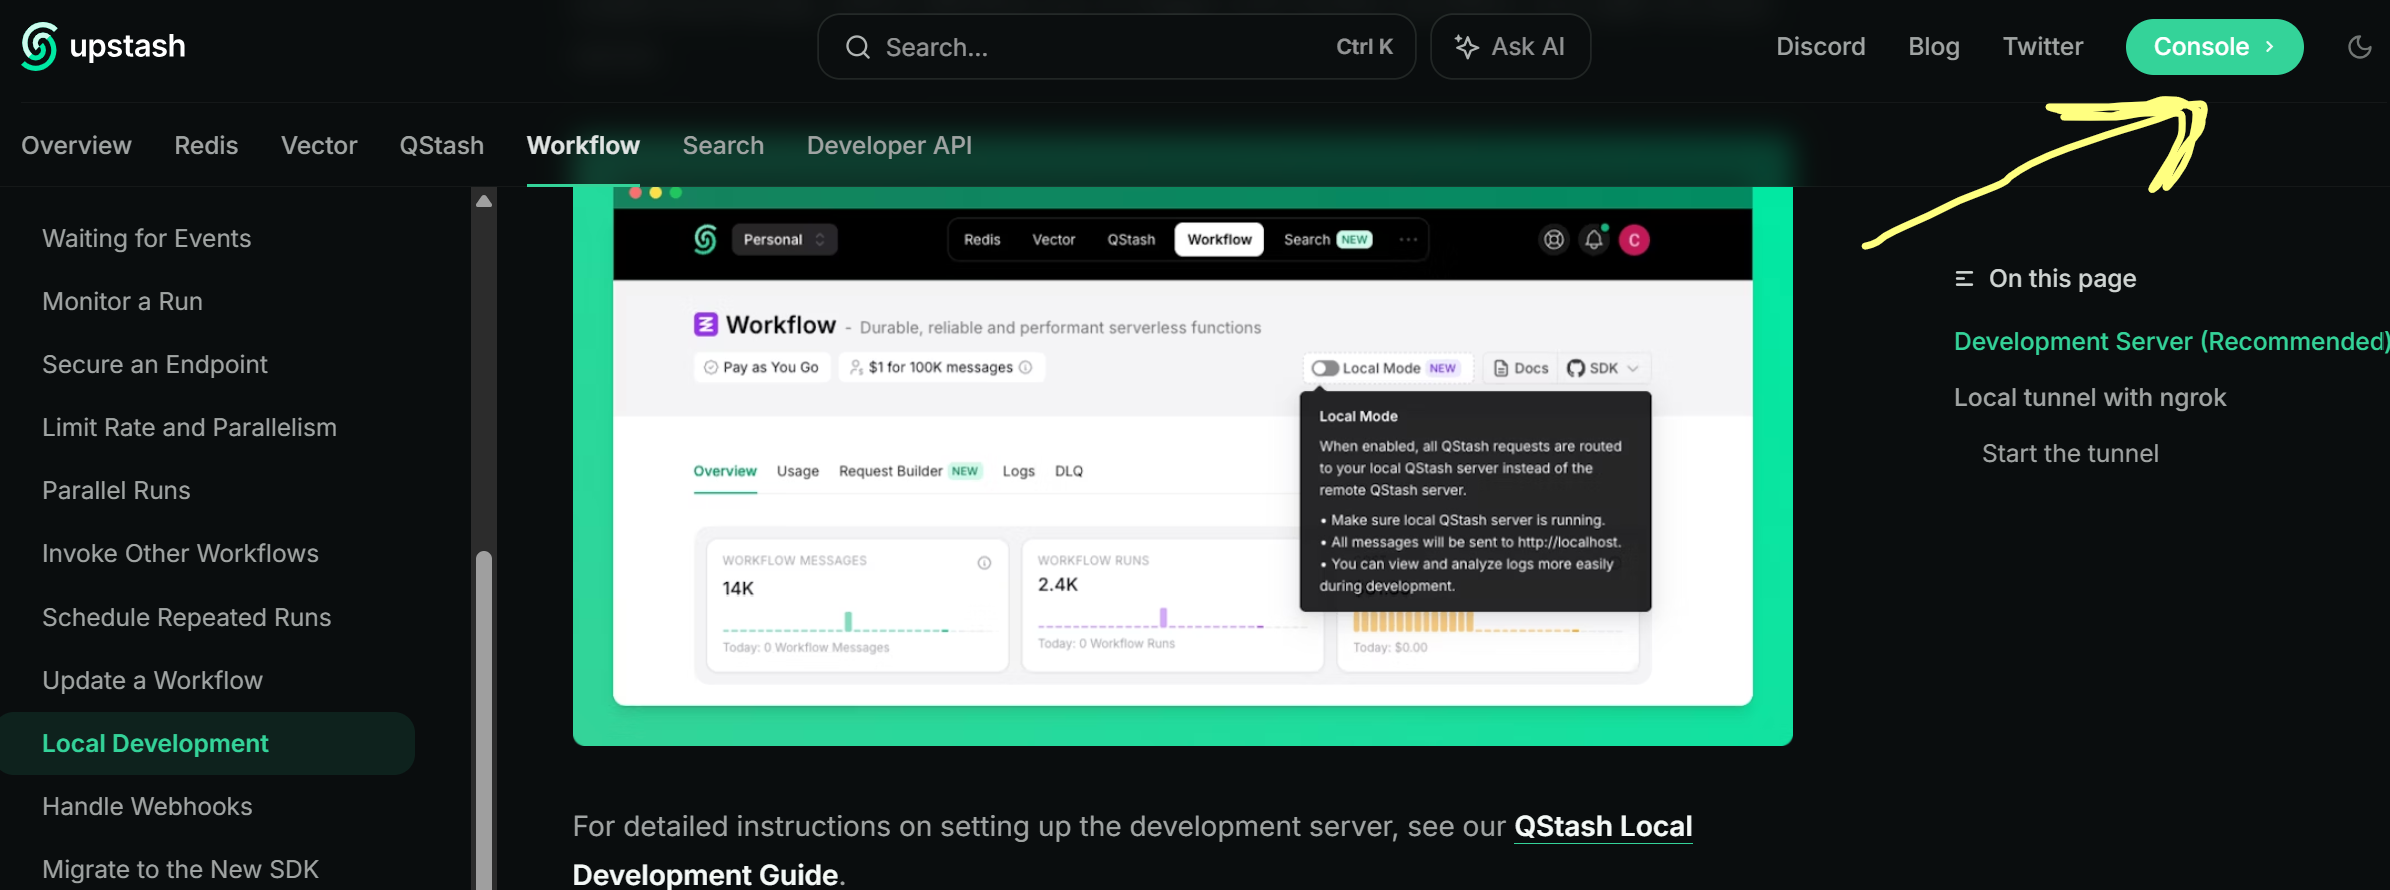 upstash
Search...
Ctrl K
Ask AI
Discord
Blog
Twitter
Console
Overview
Redis
Vector
QStash
Workflow
Search
Developer API
Waiting for Events
Monitor a Run
Secure an Endpoint
Limit Rate and Parallelism
Parallel Runs
Invoke Other Workflows
Schedule Repeated Runs
Update a Workflow
Local Development
Handle Webhooks
Migrate to the New SDK
Personal
Redis
Vector
QStash
Workflow
Search NEW
C
Workflow - Durable, reliable and performant serverless functions
Pay as You Go
$1 for 100K messages
Local Mode NEW
Docs
SDK
Local Mode
When enabled, all QStash requests are routed
to your local QStash server instead of the
remote QStash server.
• Make sure local QStash server is running.
• All messages will be sent to http://localhost.
• You can view and analyze logs more easily
during development.
Overview
Usage
Request Builder NEW
Logs
DLQ
WORKFLOW MESSAGES
14K
Today: 0 Workflow Messages
WORKFLOW RUNS
2.4K
Today: 0 Workflow Runs
Today: $0.00
For detailed instructions on setting up the development server, see our QStash Local
Development Guide.
On this page
Development Server (Recommended)
Local tunnel with ngrok
Start the tunnel